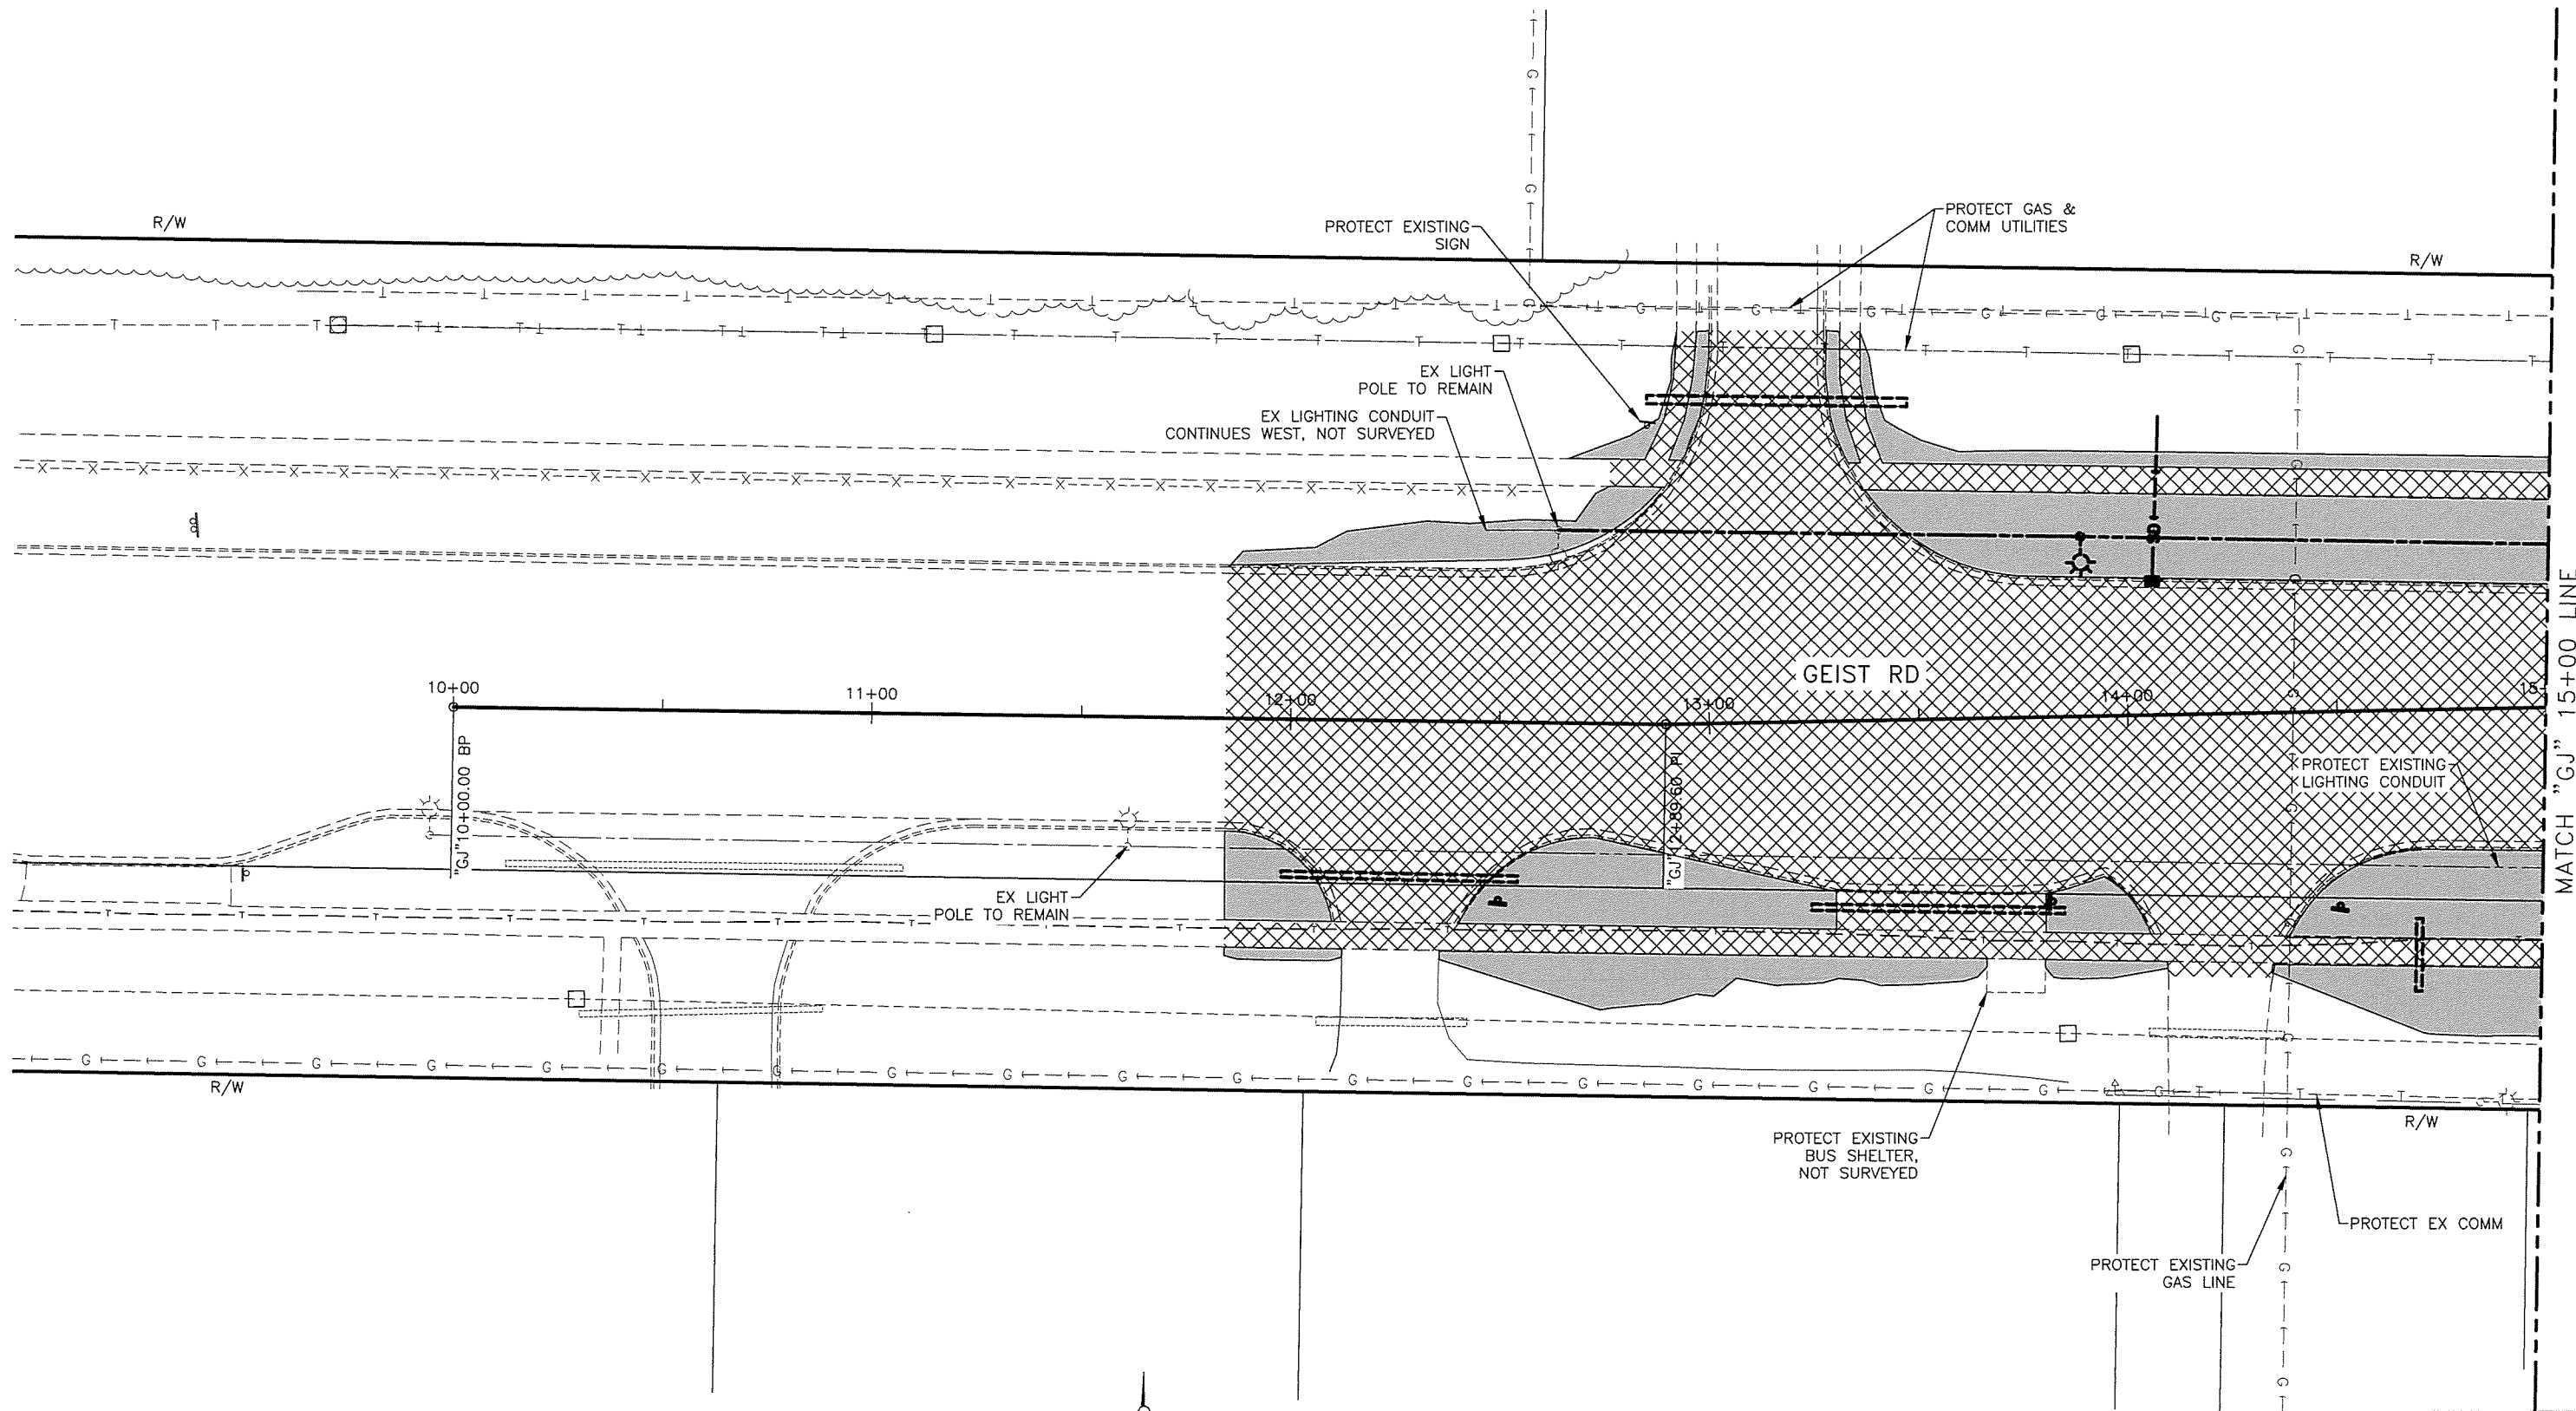 R/W
PROTECT EXISTING
SIGN
PROTECT GAS &
COMM UTILITIES
R/W
EX LIGHT
POLE TO REMAIN
EX LIGHTING CONDUIT
CONTINUES WEST, NOT SURVEYED
SD
GEIST RD
10+00
11+00
12+00
13+00
14+00
15+
"GJ" 10+00.00 BP
"GJ" 12+89.60 PI
MATCH "GJ" 15+00 LINE
PROTECT EXISTING
LIGHTING CONDUIT
EX LIGHT
POLE TO REMAIN
R/W
R/W
PROTECT EXISTING
BUS SHELTER,
NOT SURVEYED
PROTECT EX COMM
PROTECT EXISTING
GAS LINE